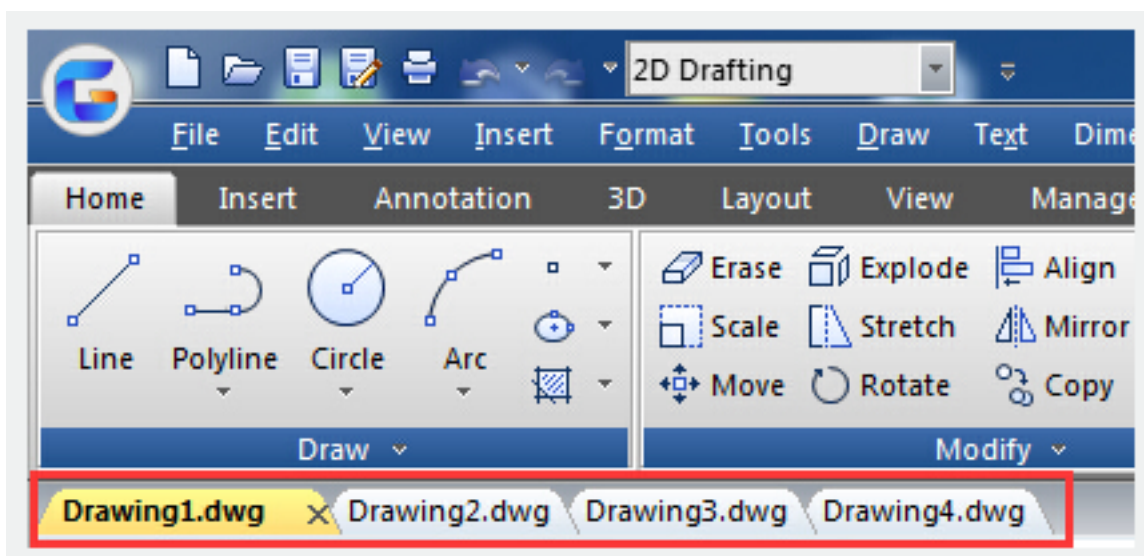 2D Drafting
File Edit View Insert Format Tools Draw Text Dime
Home Insert Annotation 3D Layout View Manage
Erase Explode Align
Scale Stretch Mirror
Line Polyline Circle Arc
Move Rotate Copy
Draw Modify
Drawing1.dwg Drawing2.dwg Drawing3.dwg Drawing4.dwg